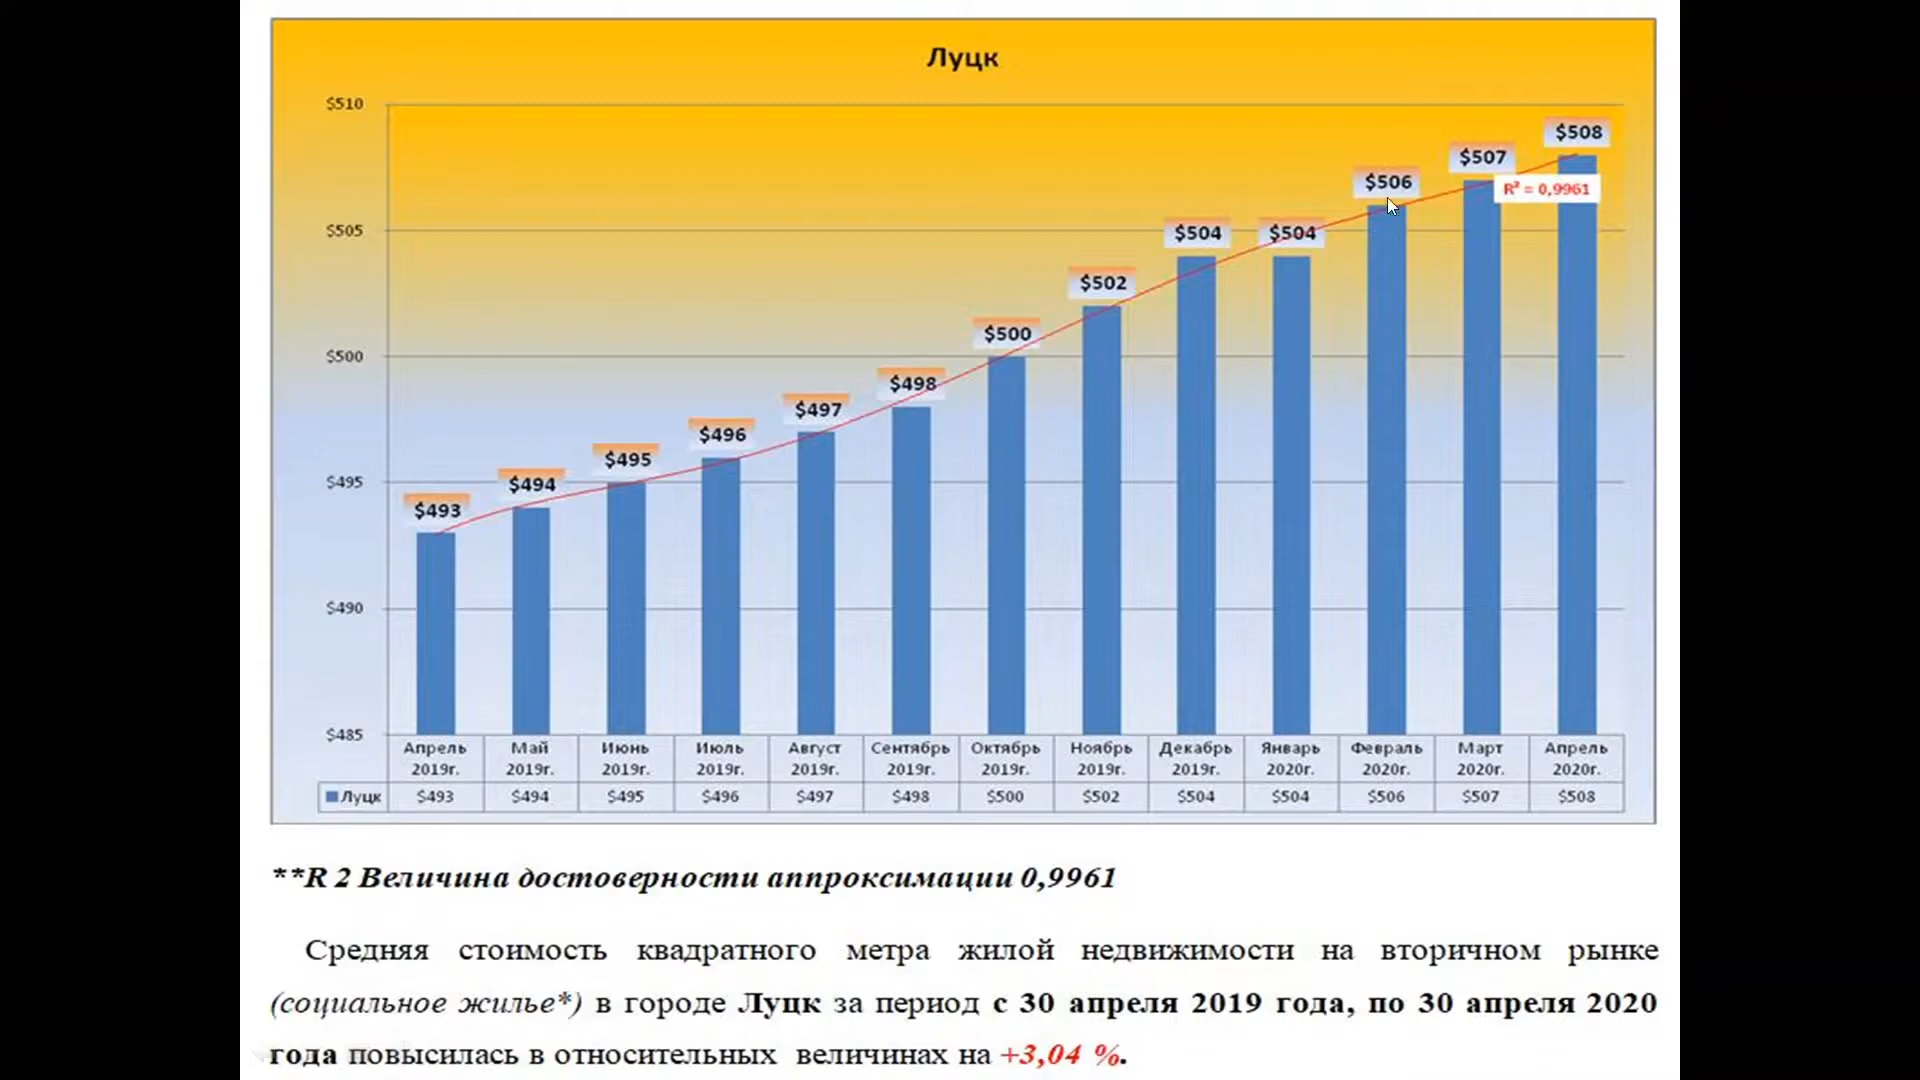 Луцк
$510
$505
$500
$495
$490
$485
$493
$494
$495
$496
$497
$498
$500
$502
$504
$504
$506
$507
$508
R² = 0,9961
Апрель 2019г. Май 2019г. Июнь 2019г. Июль 2019г. Август 2019г. Сентябрь 2019г. Октябрь 2019г. Ноябрь 2019г. Декабрь 2019г. Январь 2020г. Февраль 2020г. Март 2020г. Апрель 2020г.
Луцк $493 $494 $495 $496 $497 $498 $500 $502 $504 $504 $506 $507 $508
**R 2 Величина достоверности аппроксимации 0,9961
Средняя стоимость квадратного метра жилой недвижимости на вторичном рынке
(социальное жилье*) в городе Луцк за период с 30 апреля 2019 года, по 30 апреля 2020
года повысилась в относительных величинах на +3,04 %.